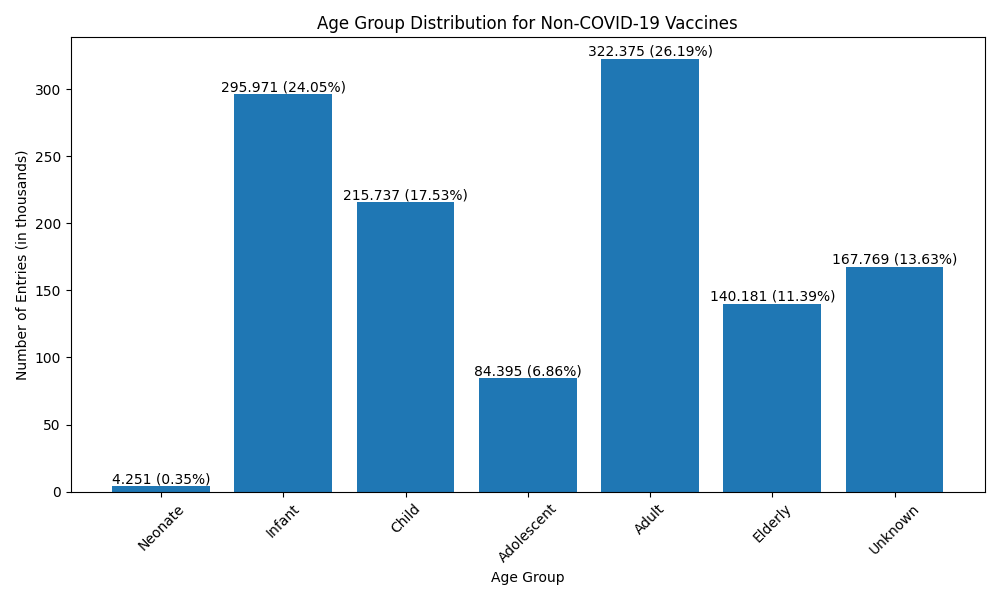 Age Group Distribution for Non-COVID-19 Vaccines
Number of Entries (in thousands)
300
250
200
150
100
50
0
4.251 (0.35%)
295.971 (24.05%)
215.737 (17.53%)
84.395 (6.86%)
322.375 (26.19%)
140.181 (11.39%)
167.769 (13.63%)
Neonate
Infant
Child
Adolescent
Adult
Elderly
Unknown
Age Group